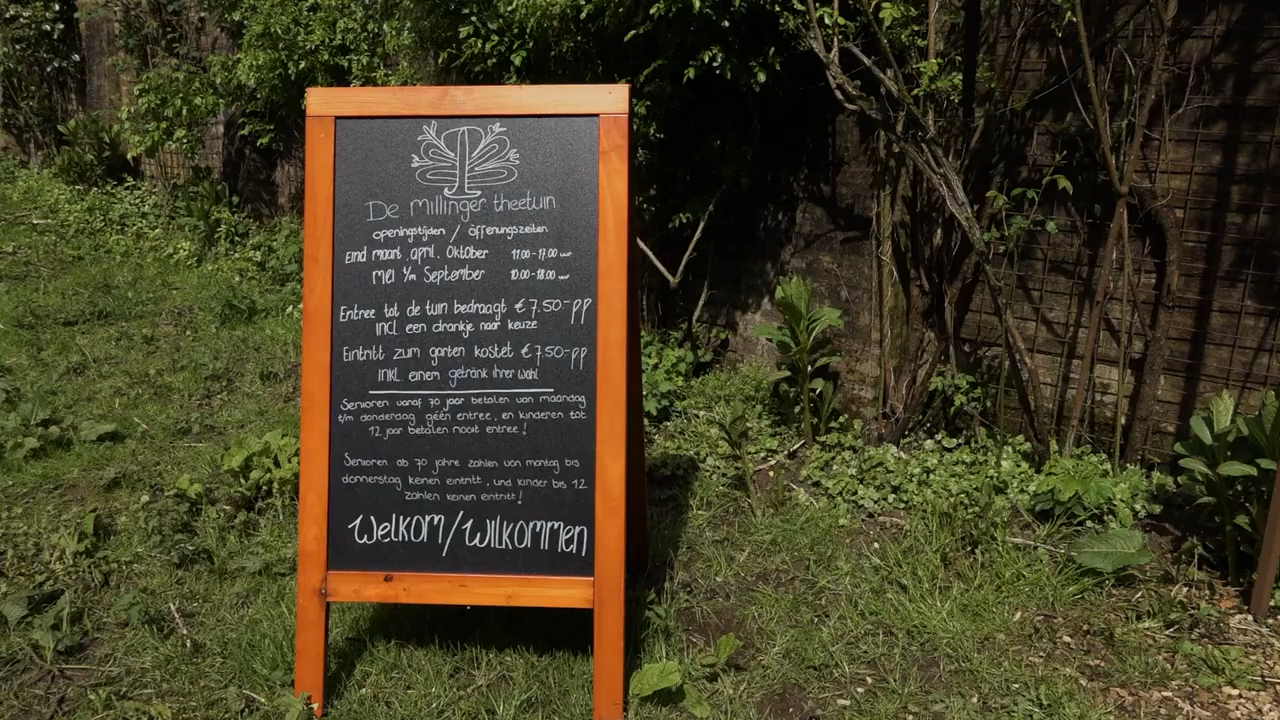 De Millinger theetuin
openingstijden / öffenungszeiten
Eind maart, april, Oktober 11.00-17.00 uur
Mei t/m September 10.00-18.00 uur
Entree tot de tuin bedraagt € 7.50-pp
INCL. een drankje naar keuze
Eintritt zum garten kostet €7.50-pp
INKL. einem getränk ihrer wahl
Senioren vanaf 70 jaar betalen van maandag
t/m donderdag géén entree, en kinderen tot
12 jaar betalen nooit entree!
Senioren ab 70 jahre zahlen von montag bis
donnerstag keinen eintritt, und kinder bis 12
zahlen keinen eintritt!
Welkom/Wilkommen